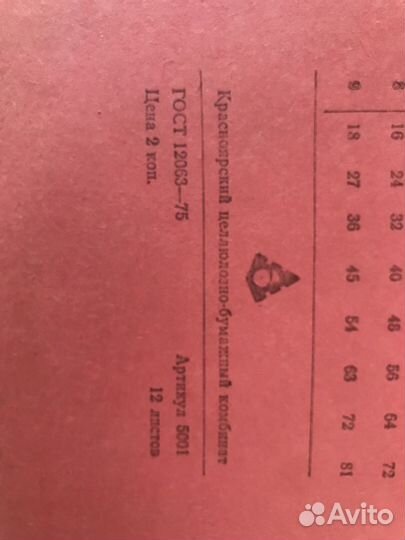 8 16 24 32 40 48 56 64 72
9 18 27 36 45 54 63 72 81
Красноярский целлюлозно-бумажный комбинат
ГОСТ 12063—75 Артикул 5001
Цена 2 коп. 12 листов
Avito